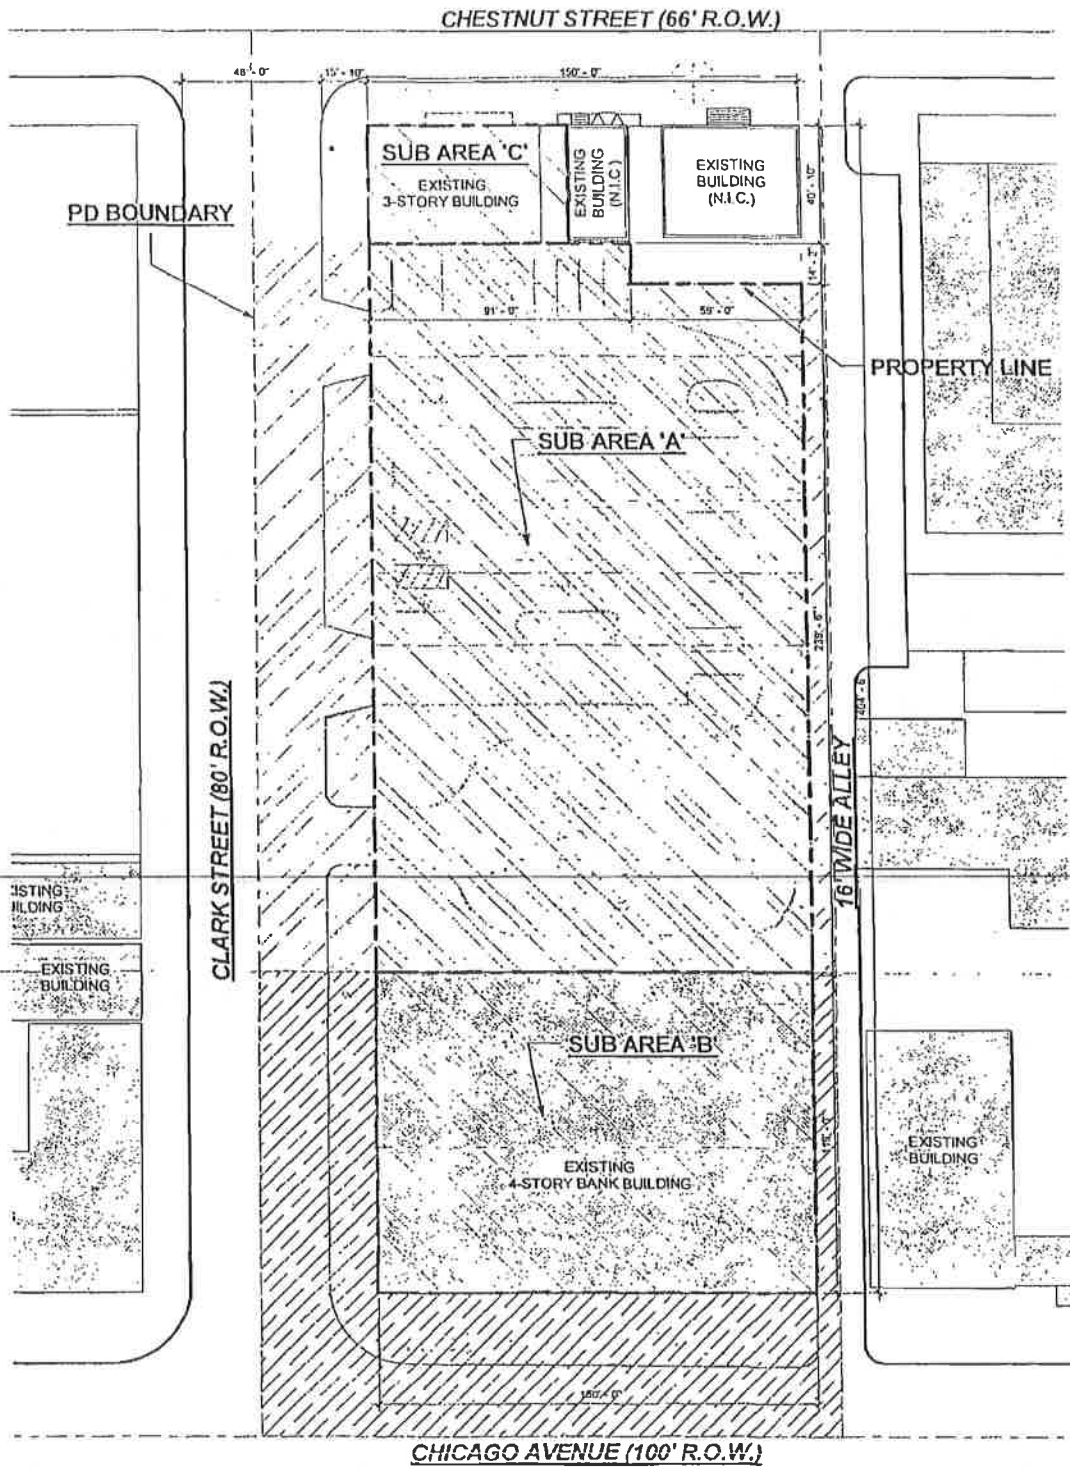 CHESTNUT STREET (66' R.O.W.)
48' - 0"
15' - 10"
150' - 0"
SUB AREA 'C'
EXISTING
3-STORY BUILDING
EXISTING
BUILDING
(N.I.C)
EXISTING
BUILDING
(N.I.C.)
40' - 10"
PD BOUNDARY
14' - 2"
91' - 0"
59' - 0"
PROPERTY LINE
SUB AREA 'A'
239' - 6"
404' - 6"
CLARK STREET (80' R.O.W.)
16' WIDE ALLEY
EXISTING
BUILDING
SUB AREA 'B'
EXISTING
4-STORY BANK BUILDING
EXISTING
BUILDING
150' - 0"
CHICAGO AVENUE (100' R.O.W.)